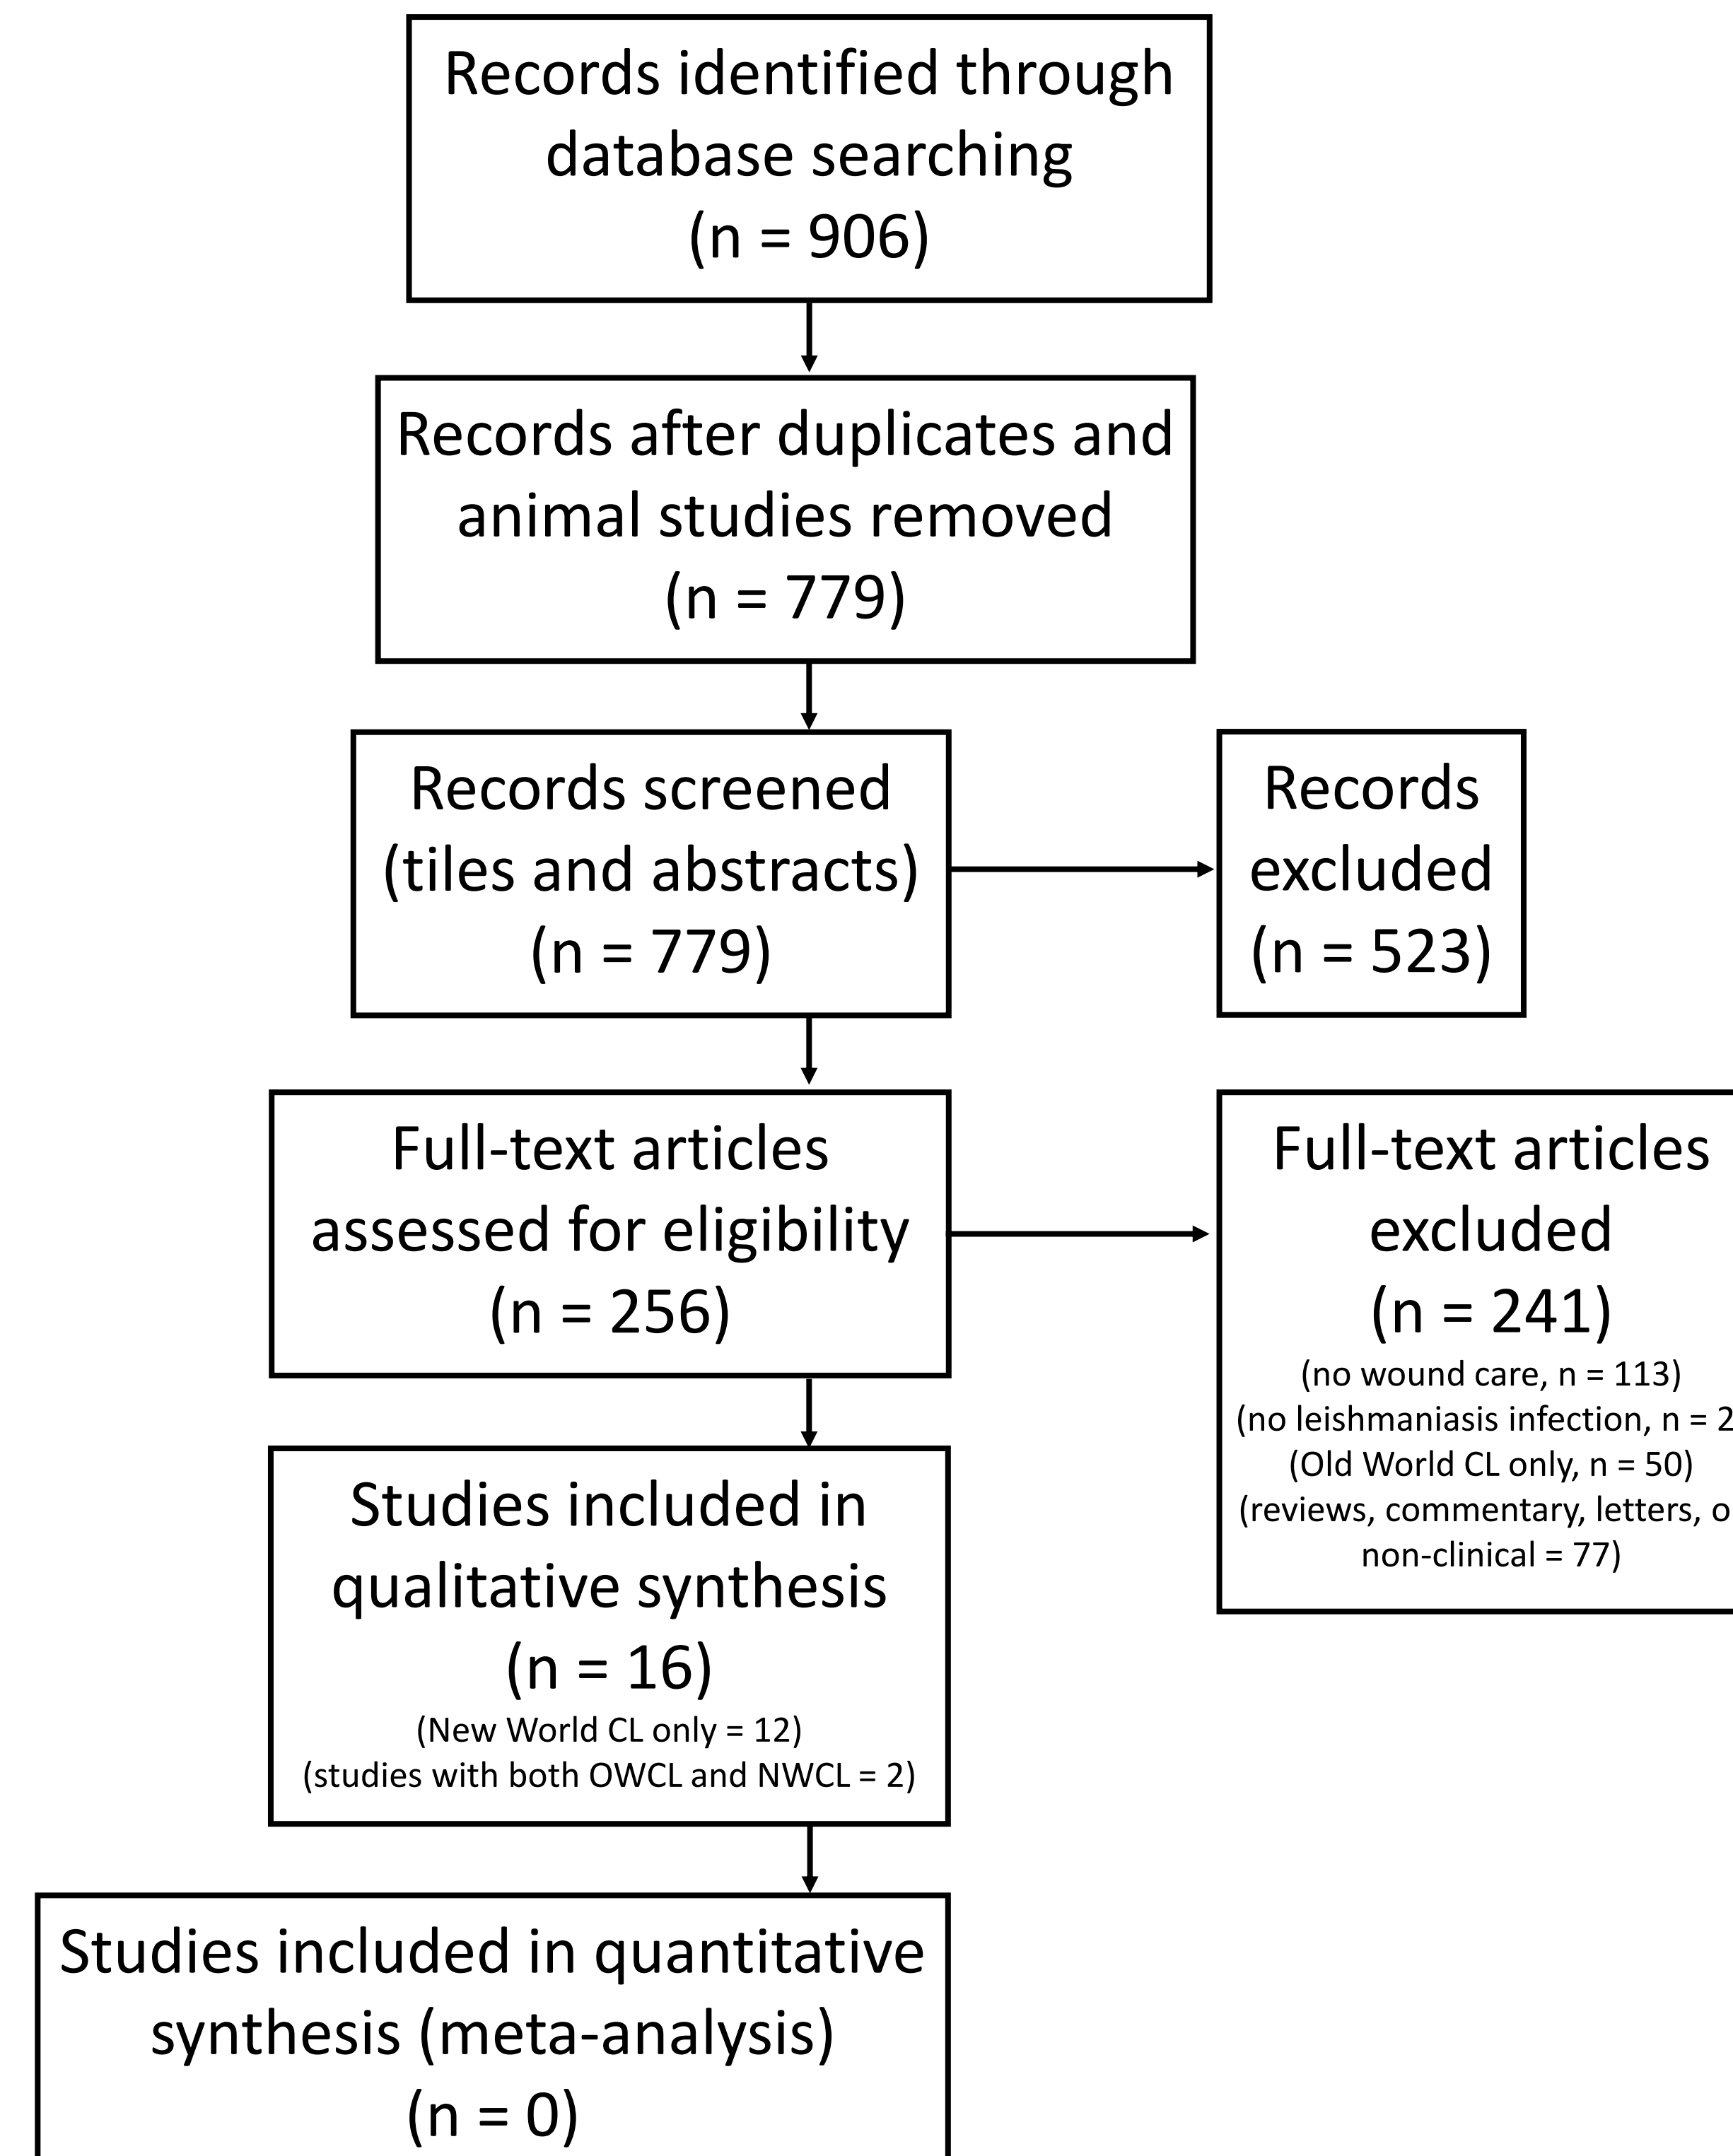 Records identified through
database searching
(n = 906)
Records after duplicates and
animal studies removed
(n = 779)
Records screened
(tiles and abstracts)
(n = 779)
Records
excluded
(n = 523)
Full-text articles
assessed for eligibility
(n = 256)
Full-text articles
excluded
(n = 241)
(no wound care, n = 113)
(no leishmaniasis infection, n =
(Old World CL only, n = 50)
(reviews, commentary, letters,
non-clinical = 77)
Studies included in
qualitative synthesis
(n = 16)
(New World CL only = 12)
(studies with both OWCL and NWCL = 2)
Studies included in quantitative
synthesis (meta-analysis)
(n = 0)